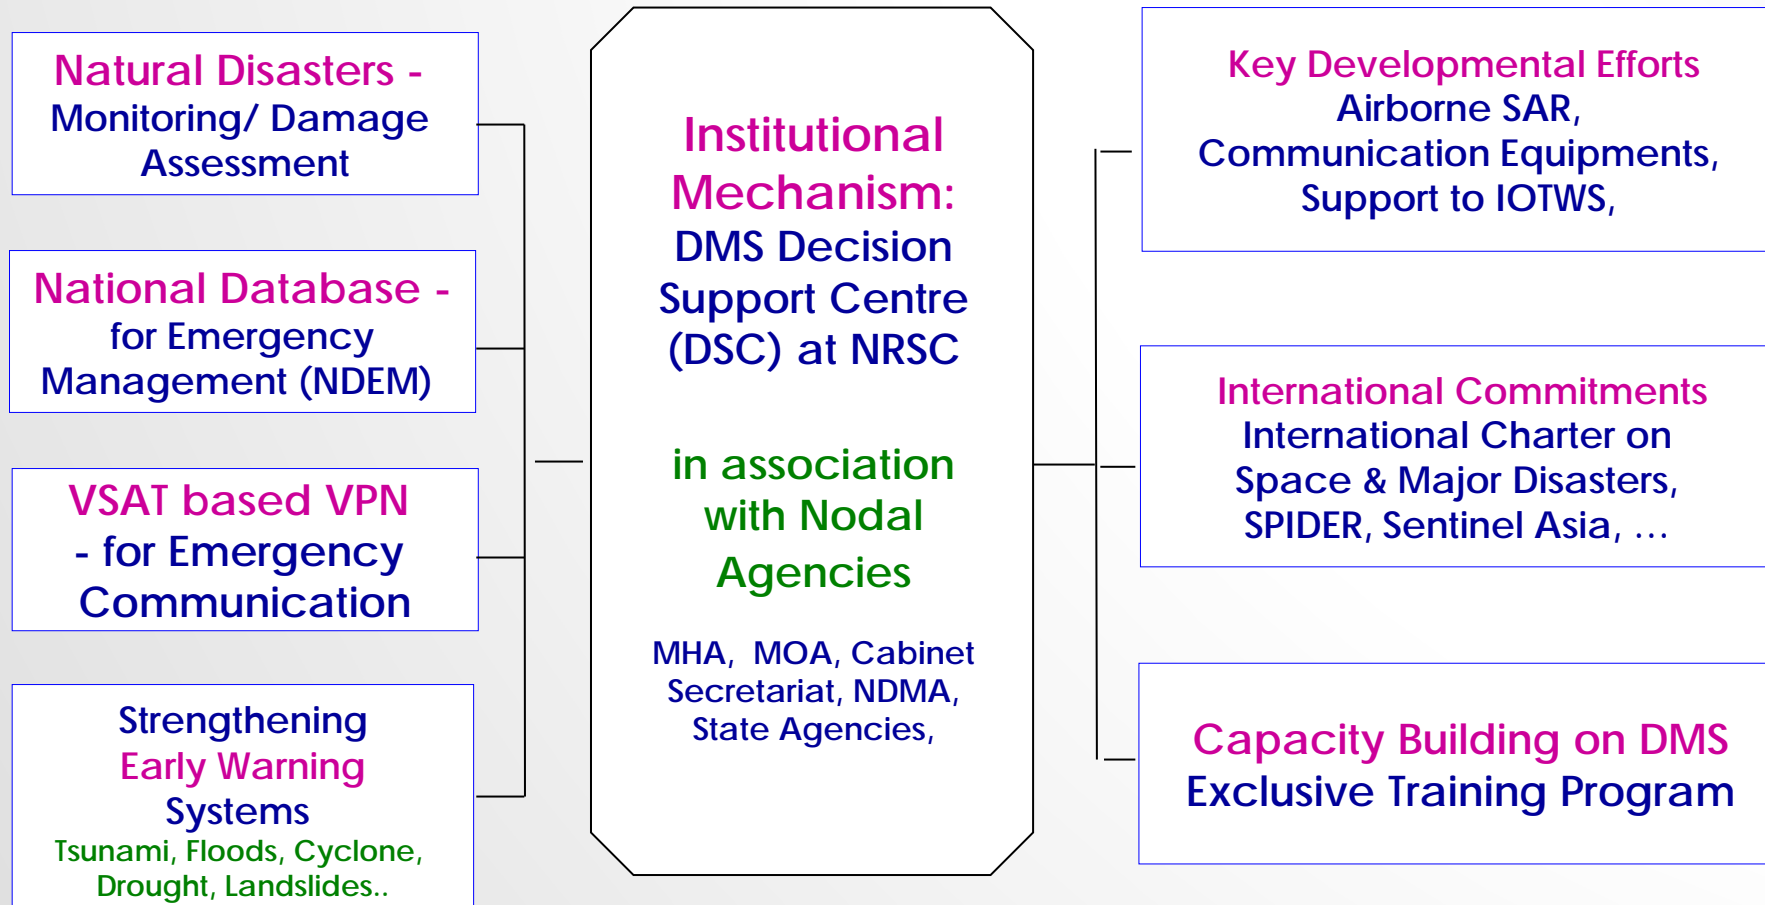 Natural Disasters -
Monitoring/ Damage
Assessment
National Database -
for Emergency
Management (NDEM)
VSAT based VPN
- for Emergency
Communication
Strengthening
Early Warning
Systems
Tsunami, Floods, Cyclone,
Drought, Landslides..
Institutional
Mechanism:
DMS Decision
Support Centre
(DSC) at NRSC
in association
with Nodal
Agencies
MHA,  MOA, Cabinet
Secretariat, NDMA,
State Agencies,
Key Developmental Efforts
Airborne SAR,
Communication Equipments,
Support to IOTWS,
International Commitments
International Charter on
Space & Major Disasters,
SPIDER, Sentinel Asia, ...
Capacity Building on DMS
Exclusive Training Program